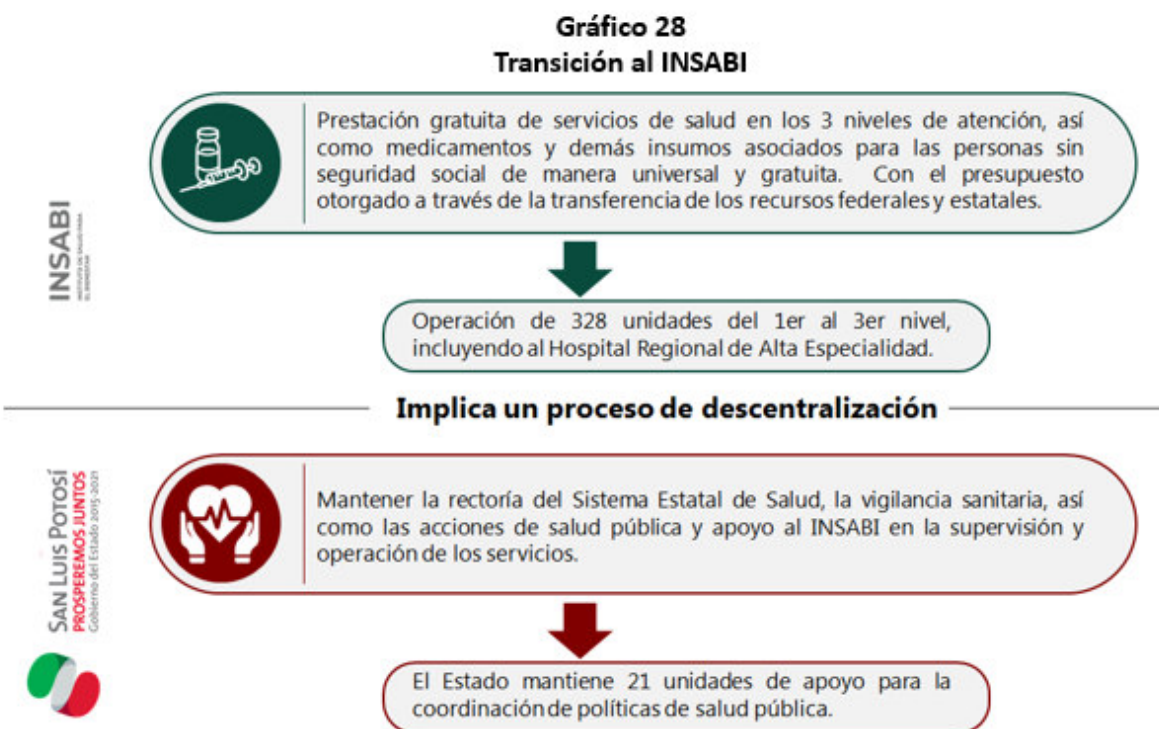 Gráfico 28
Transición al INSABI
INSABI
INSTITUTO DE SALUD PARA
EL BIENESTAR
Prestación gratuita de servicios de salud en los 3 niveles de atención, así
como medicamentos y demás insumos asociados para las personas sin
seguridad social de manera universal y gratuita. Con el presupuesto
otorgado a través de la transferencia de los recursos federales y estatales.
Operación de 328 unidades del 1er al 3er nivel,
incluyendo al Hospital Regional de Alta Especialidad.
Implica un proceso de descentralización
SAN LUIS POTOSÍ
PROSPEREMOS JUNTOS
Gobierno del Estado 2015-2021
Mantener la rectoría del Sistema Estatal de Salud, la vigilancia sanitaria, así
como las acciones de salud pública y apoyo al INSABI en la supervisión y
operación de los servicios.
El Estado mantiene 21 unidades de apoyo para la
coordinación de políticas de salud pública.